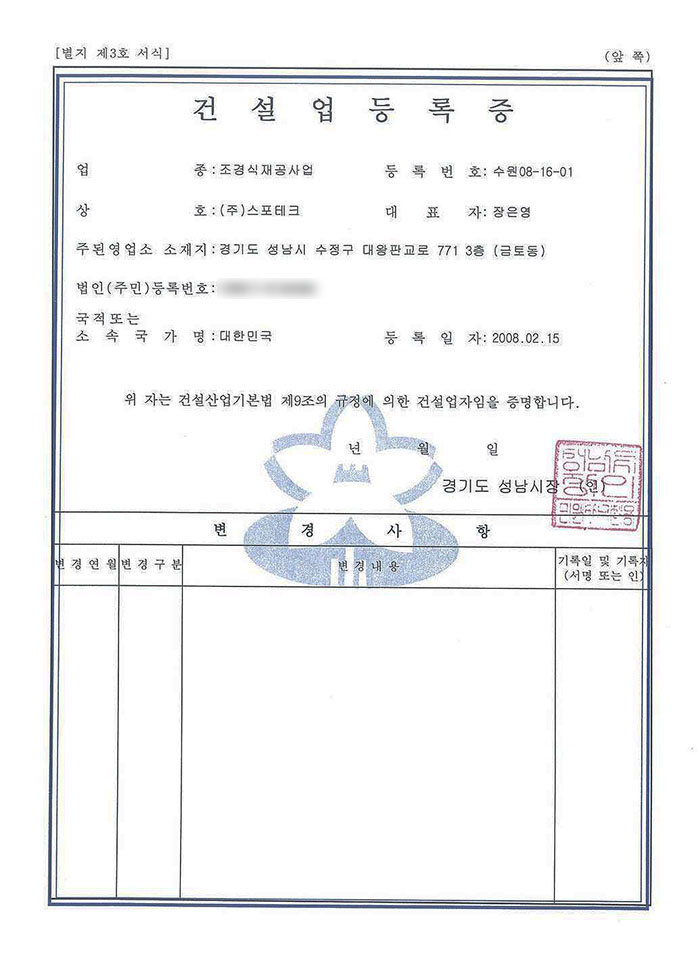 [별지 제3호 서식]
(앞 쪽)
건 설 업 등 록 증
업 종:조경식재공사업 등 록 번 호:수원08-16-01
상 호:(주)스포테크 대 표 자:장은영
주된영업소 소재지:경기도 성남시 수정구 대왕판교로 771 3층 (금토동)
법인(주민)등록번호:
국적또는
소 속 국 가 명:대한민국 등 록 일 자:2008.02.15
위 자는 건설산업기본법 제9조의 규정에 의한 건설업자임을 증명합니다.
년 월 일
경기도 성남시장 (인)
변 경 사 항
변경연월 변경구분 변경내용 기록일 및 기록자
(서명 또는 인)